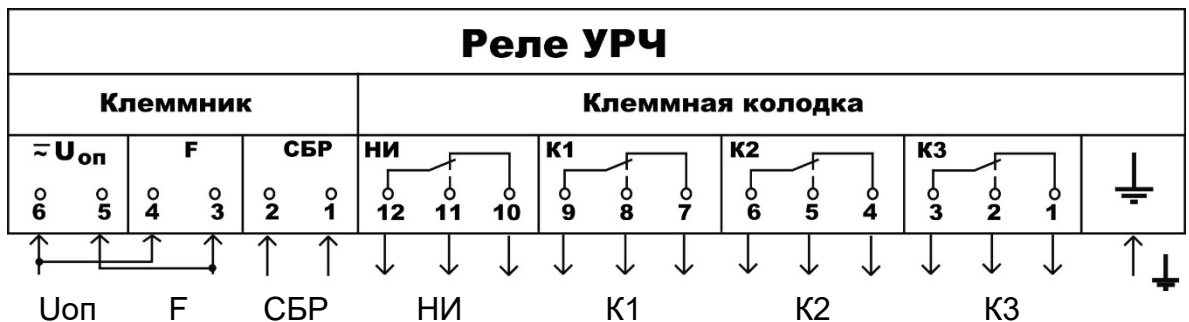 Реле УРЧ
Клеммник Клеммная колодка
≂ Uоп F СБР НИ К1 К2 К3
6 5 4 3 2 1 12 11 10 9 8 7 6 5 4 3 2 1
Uоп F СБР НИ К1 К2 К3